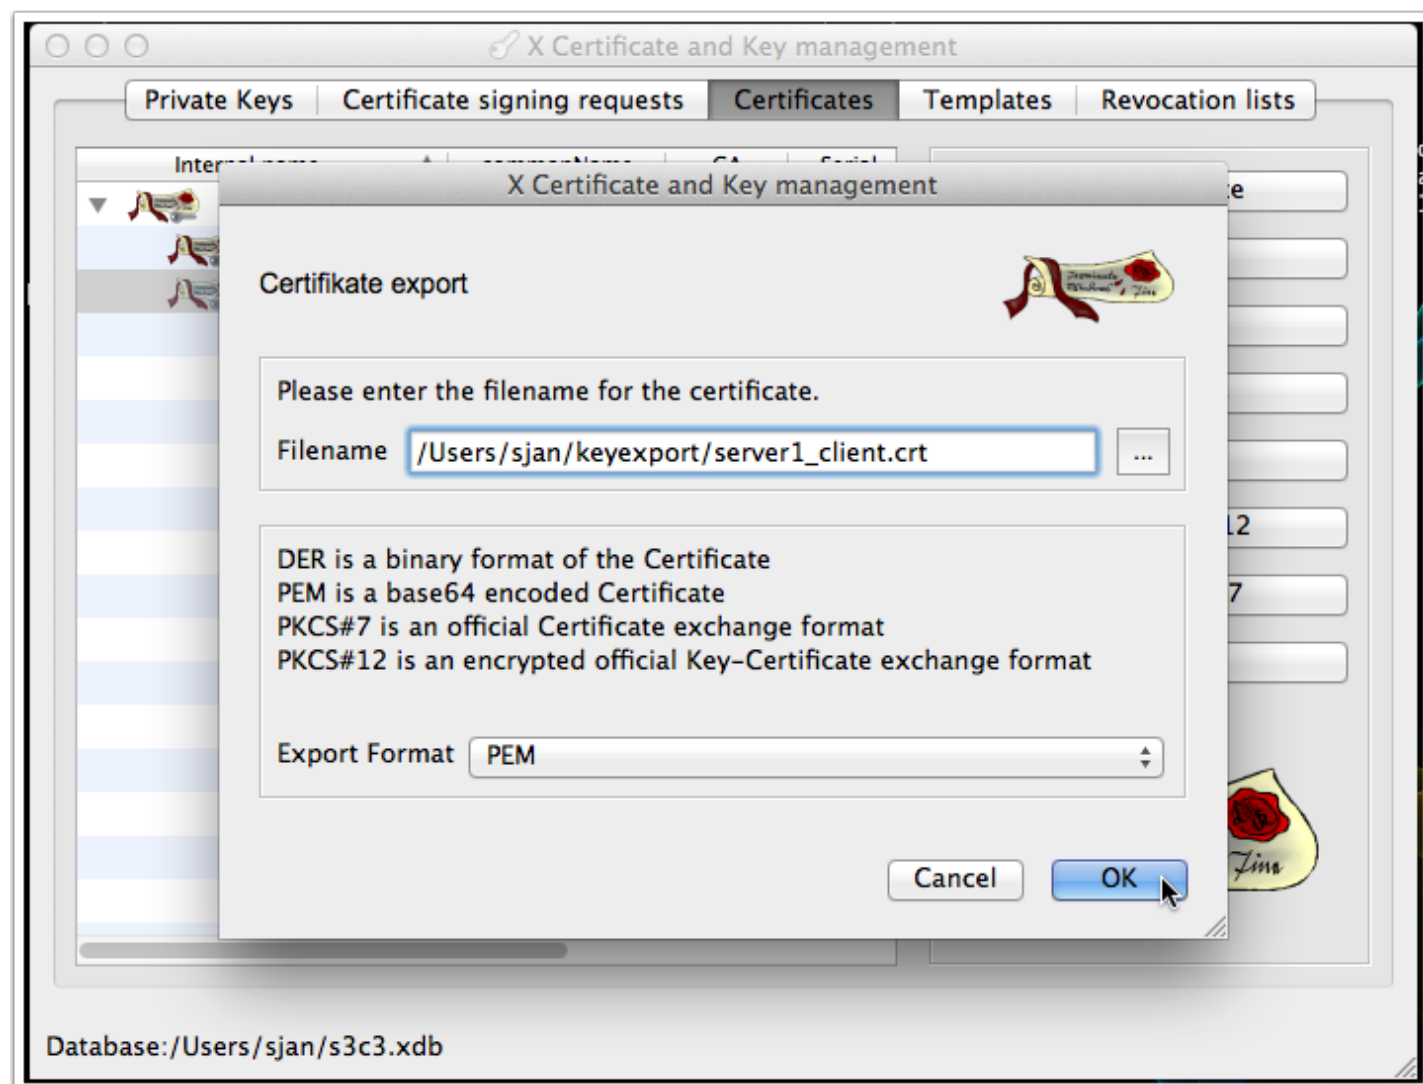 X Certificate and Key management
Private Keys Certificate signing requests Certificates Templates Revocation lists
X Certificate and Key management
Certifikate export
Please enter the filename for the certificate.
Filename /Users/sjan/keyexport/server1_client.crt ...
DER is a binary format of the Certificate
PEM is a base64 encoded Certificate
PKCS#7 is an official Certificate exchange format
PKCS#12 is an encrypted official Key-Certificate exchange format
Export Format PEM
Cancel OK
Database:/Users/sjan/s3c3.xdb